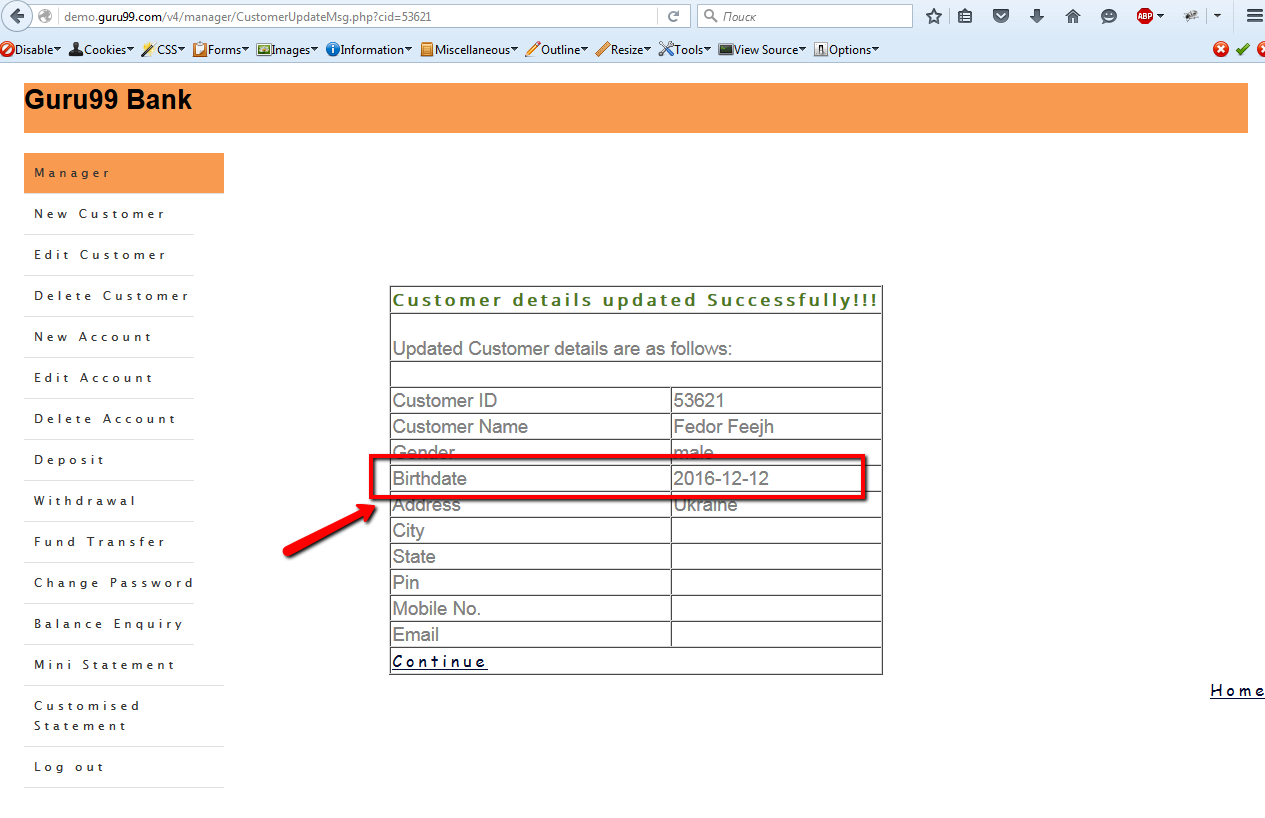 demo.guru99.com/v4/manager/CustomerUpdateMsg.php?cid=53621
Поиск
ABP
Disable Cookies CSS Forms Images Information Miscellaneous Outline Resize Tools View Source Options
Guru99 Bank
Manager
New Customer
Edit Customer
Delete Customer
New Account
Edit Account
Delete Account
Deposit
Withdrawal
Fund Transfer
Change Password
Balance Enquiry
Mini Statement
Customised
Statement
Log out
Customer details updated Successfully!!!
Updated Customer details are as follows:
Customer ID 53621
Customer Name Fedor Feejh
Gender male
Birthdate 2016-12-12
Address Ukraine
City
State
Pin
Mobile No.
Email
Continue
Home